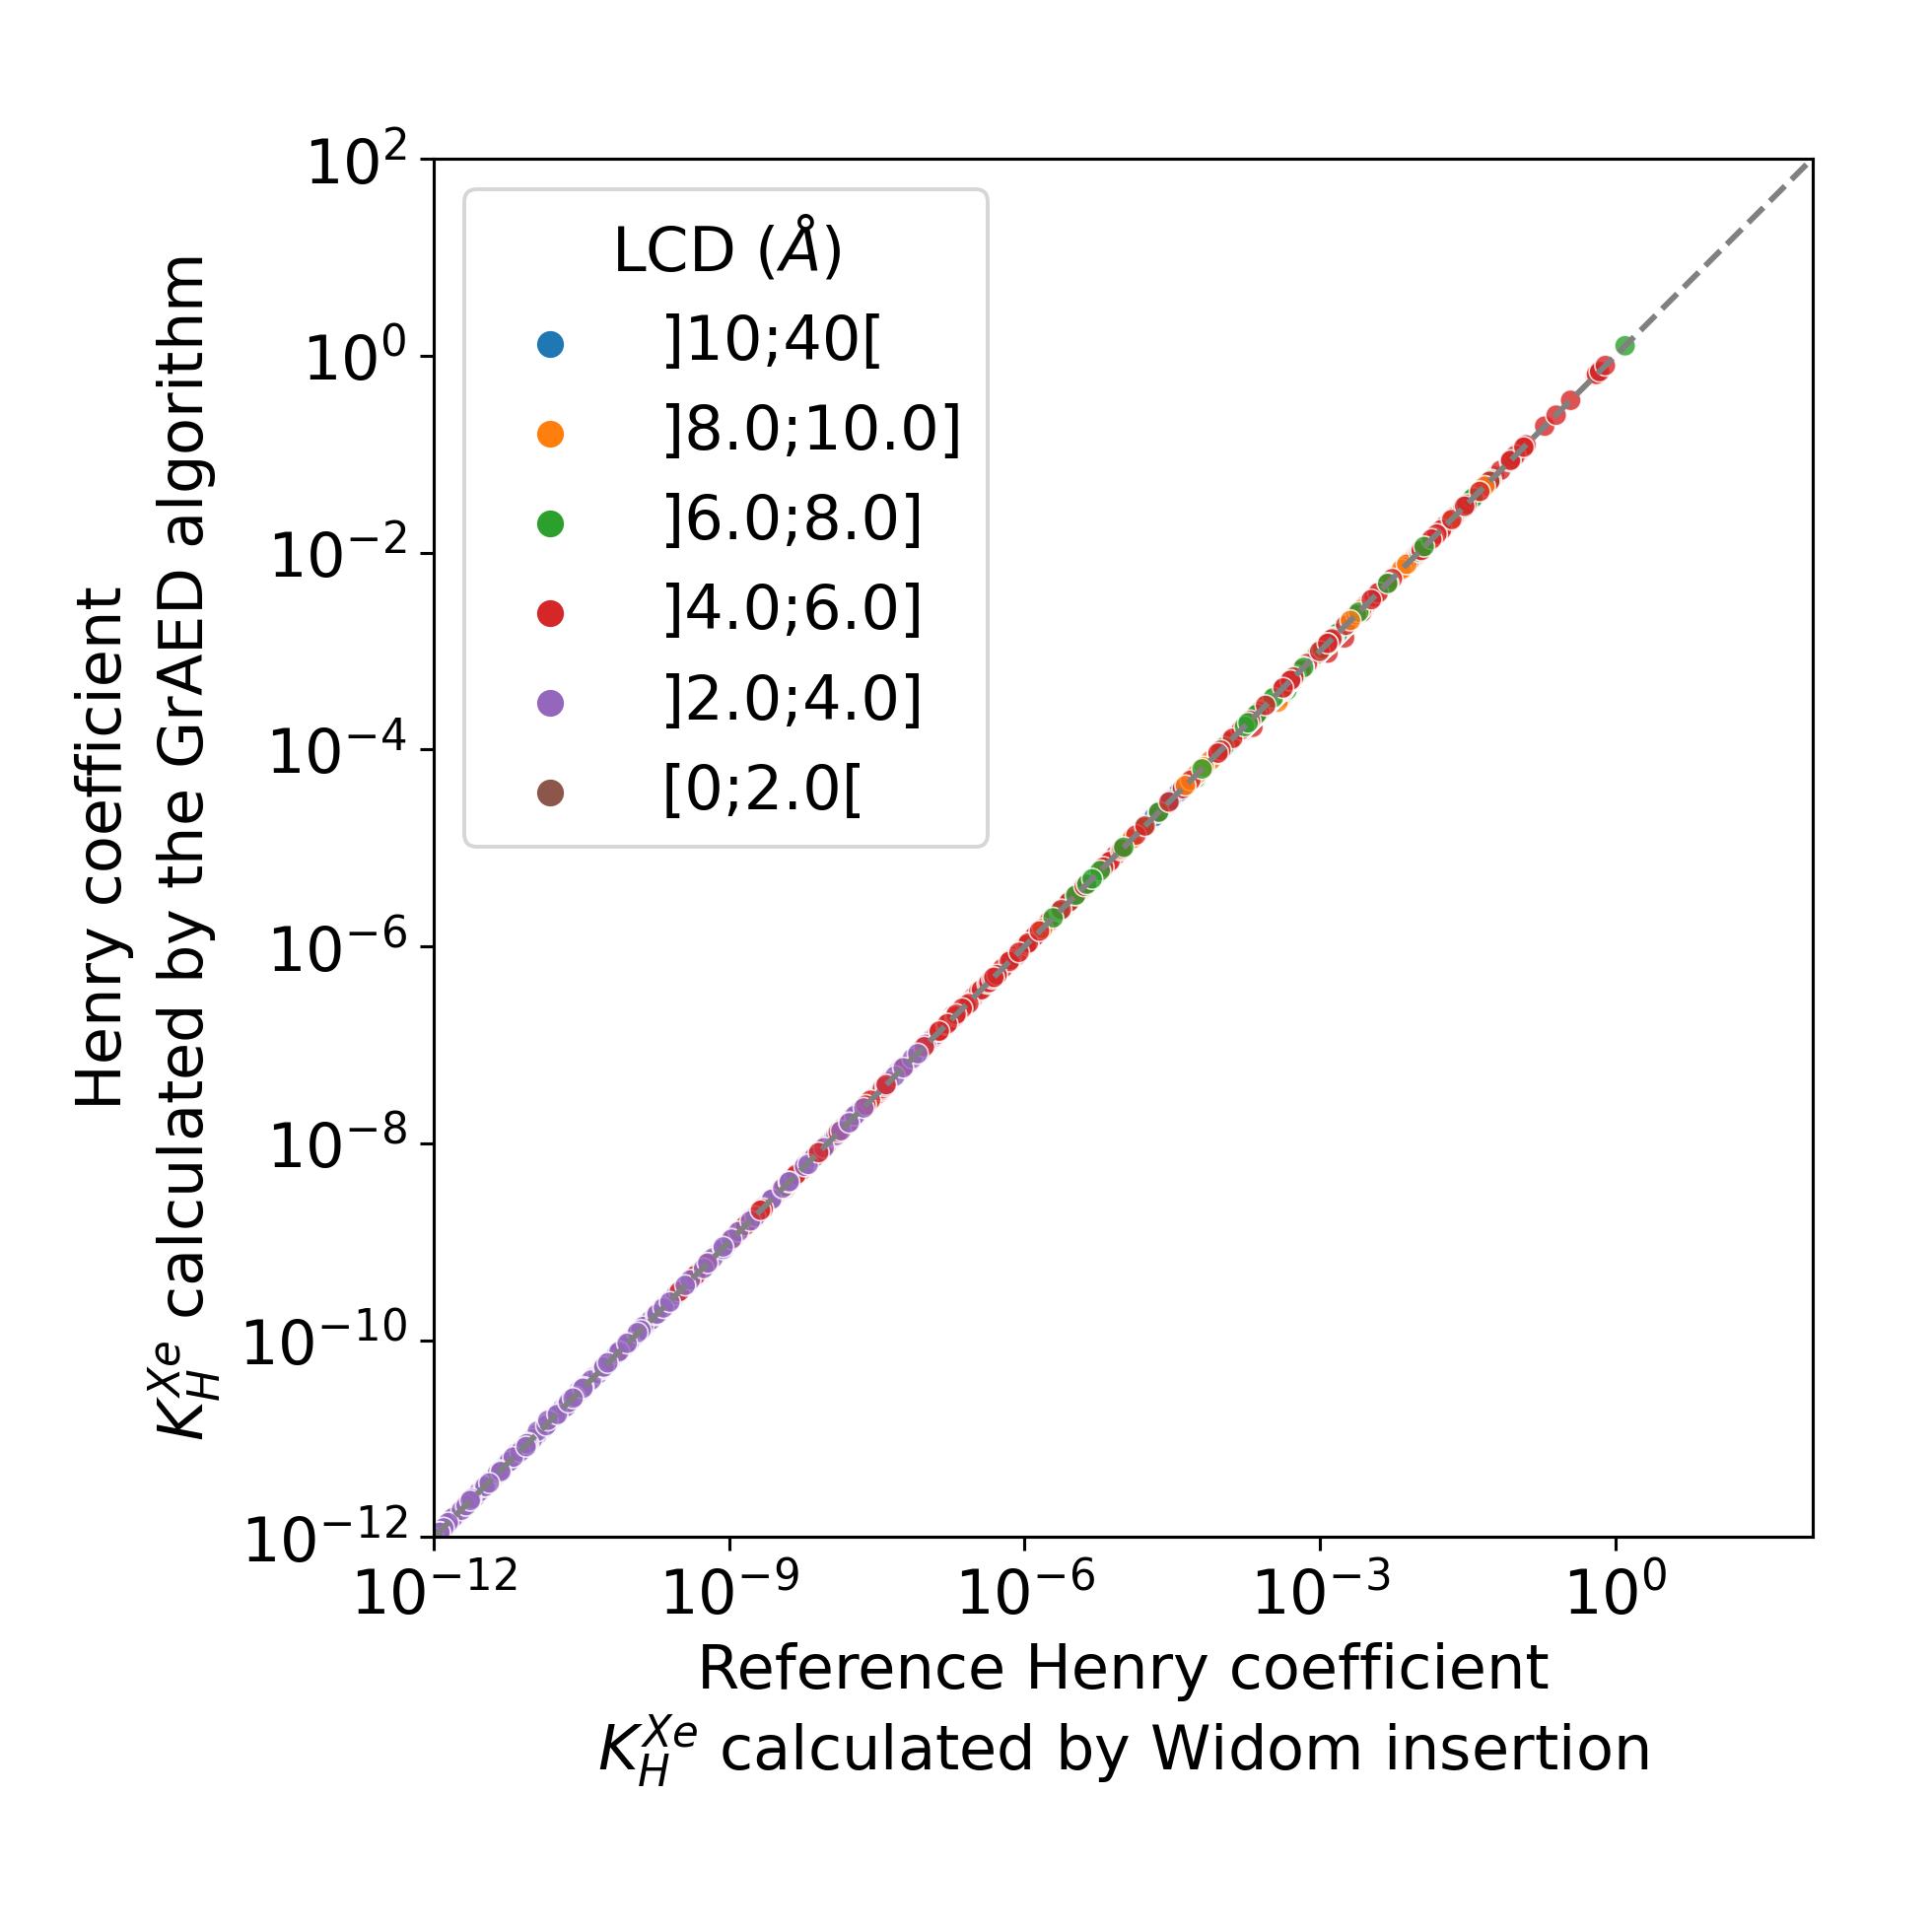 10^2
10^0
10^−2
10^−4
10^−6
10^−8
10^−10
10^−12
Henry coefficient
K_H^Xe calculated by the GrAED algorithm
LCD (Å)
]10;40[
]8.0;10.0]
]6.0;8.0]
]4.0;6.0]
]2.0;4.0]
[0;2.0[
10^−12 10^−9 10^−6 10^−3 10^0
Reference Henry coefficient
K_H^Xe calculated by Widom insertion